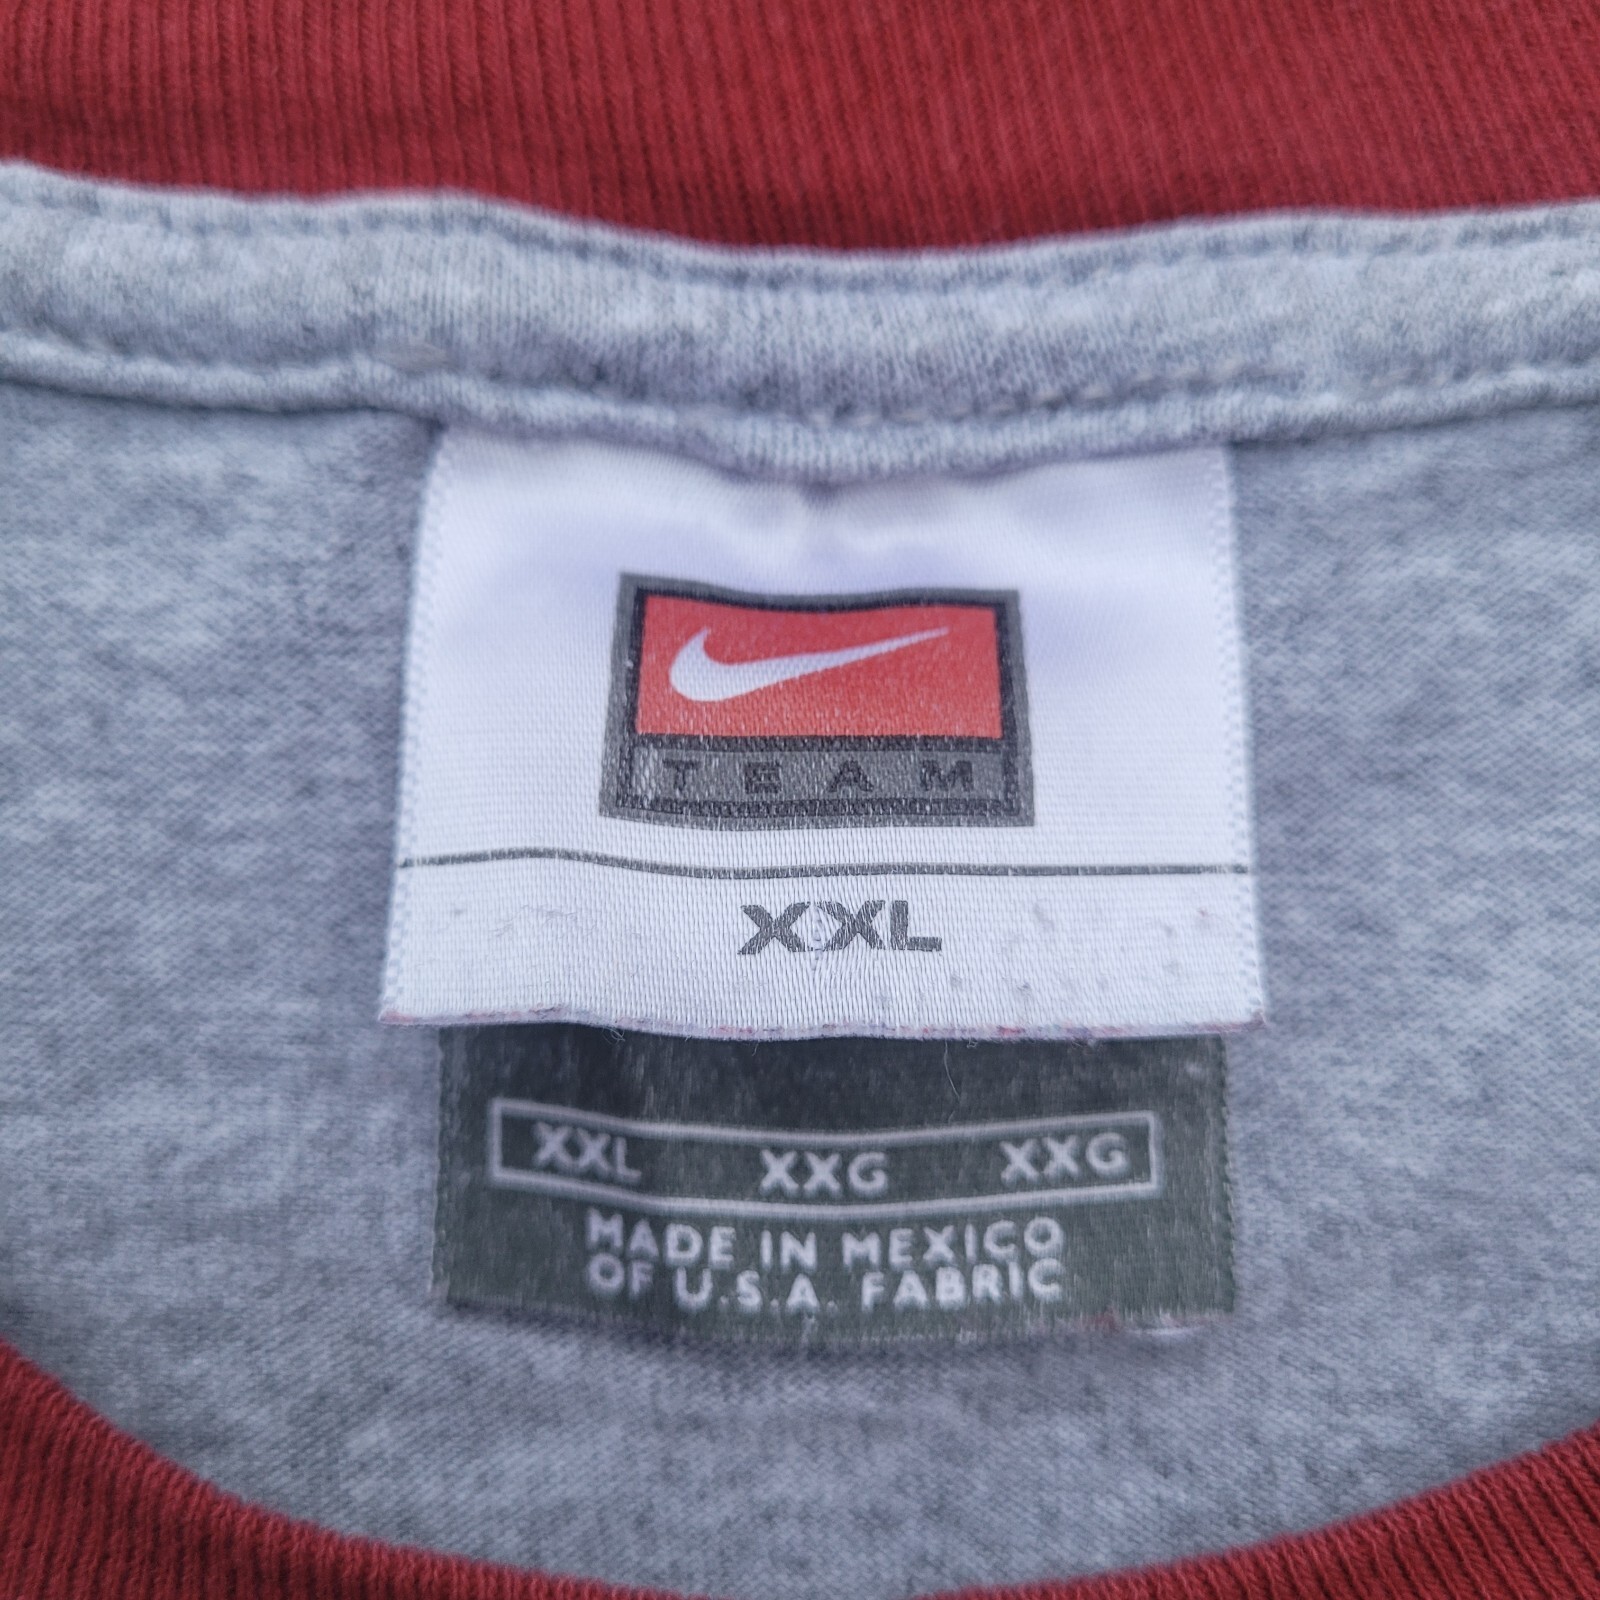 TEAM
XXL
XXL XXG XXG
MADE IN MEXICO
OF U.S.A. FABRIC